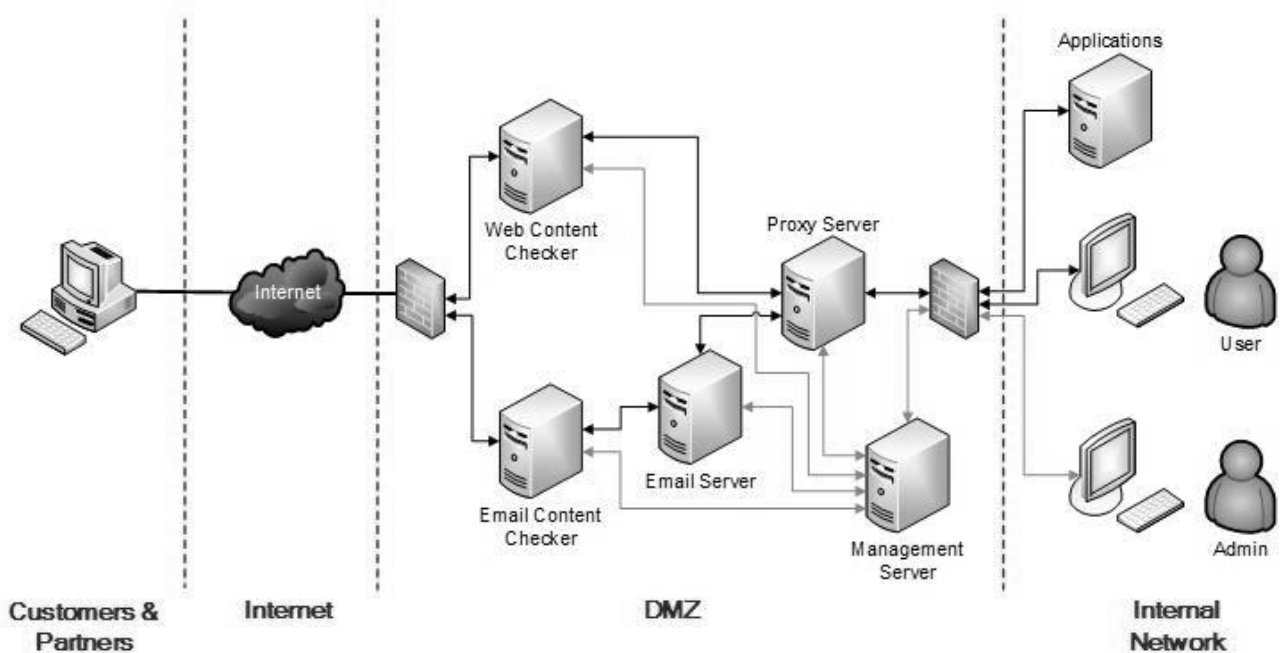 Applications
Web Content
Checker
Proxy Server
Internet
User
Email Server
Email Content
Checker
Management
Server
Admin
Customers &
Partners
Internet
DMZ
Internal
Network